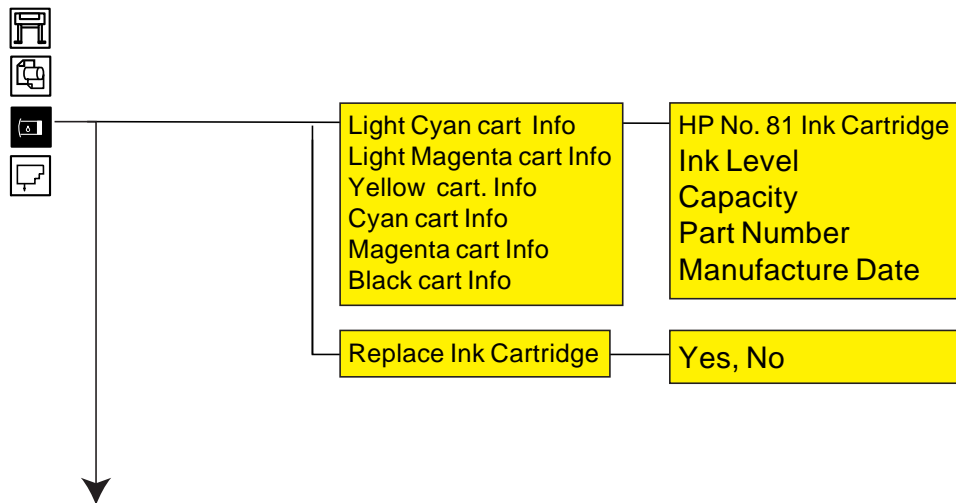 Light Cyan cart Info
Light Magenta cart Info
Yellow cart. Info
Cyan cart Info
Magenta cart Info
Black cart Info
HP No. 81 Ink Cartridge
Ink Level
Capacity
Part Number
Manufacture Date
Replace Ink Cartridge
Yes, No